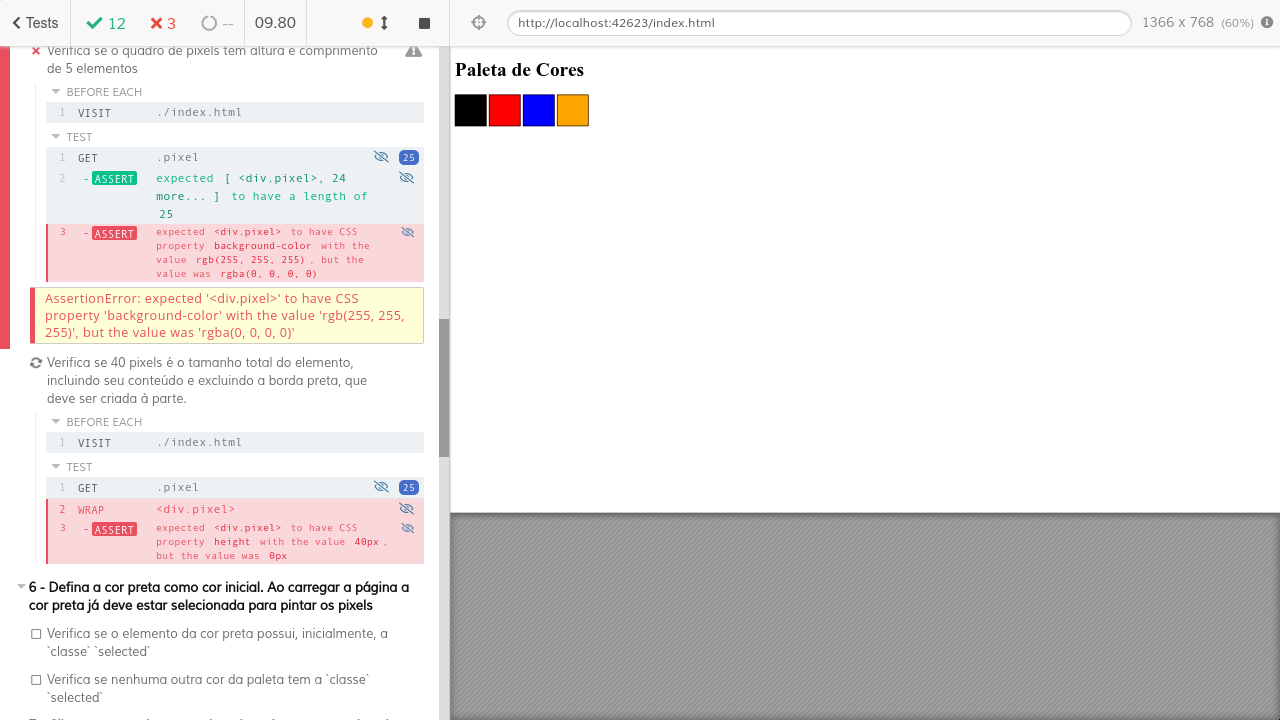 Tests
12
3
--
09.80
http://localhost:42623/index.html
1366 x 768 (60%)
Verifica se o quadro de pixels tem altura e comprimento
de 5 elementos
BEFORE EACH
1 VISIT ./index.html
TEST
1 GET .pixel 25
2 -ASSERT expected [ <div.pixel>, 24
more... ] to have a length of
25
3 -ASSERT expected <div.pixel> to have CSS
property background-color with the
value rgb(255, 255, 255) , but the
value was rgba(0, 0, 0, 0)
AssertionError: expected '<div.pixel>' to have CSS
property 'background-color' with the value 'rgb(255, 255,
255)', but the value was 'rgba(0, 0, 0, 0)'
Verifica se 40 pixels é o tamanho total do elemento,
incluindo seu conteúdo e excluindo a borda preta, que
deve ser criada à parte.
BEFORE EACH
1 VISIT ./index.html
TEST
1 GET .pixel 25
2 WRAP <div.pixel>
3 -ASSERT expected <div.pixel> to have CSS
property height with the value 40px ,
but the value was 0px
6 - Defina a cor preta como cor inicial. Ao carregar a página a
cor preta já deve estar selecionada para pintar os pixels
Verifica se o elemento da cor preta possui, inicialmente, a
`classe` `selected`
Verifica se nenhuma outra cor da paleta tem a `classe`
`selected`
Paleta de Cores